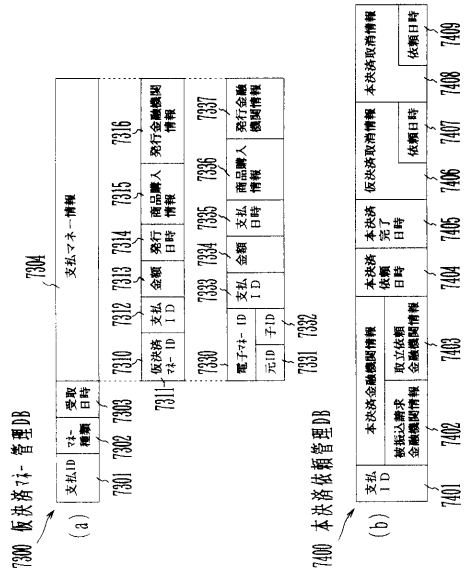 7300 仮決済マネー管理DB
(a)
支払ID
7301
マネー種類
7302
受取日時
7303
支払マネー情報
7304
7310
仮決済マネーID
7311
支払ID
7312
金額
7313
発行日時
7314
商品購入情報
7315
発行金融機関情報
7316
7330
電子マネーID
元ID
7331
子ID
7332
支払ID
7333
金額
7334
支払日時
7335
商品購入情報
7336
発行金融機関情報
7337
7400 本決済依頼管理DB
(b)
支払ID
7401
本決済金融機関情報
被振込請求金融機関情報
7402
取立依頼金融機関情報
7403
本決済依頼日時
7404
本決済完了日時
7405
仮決済取消情報
7406
依頼日時
7407
本決済取消情報
7408
依頼日時
7409